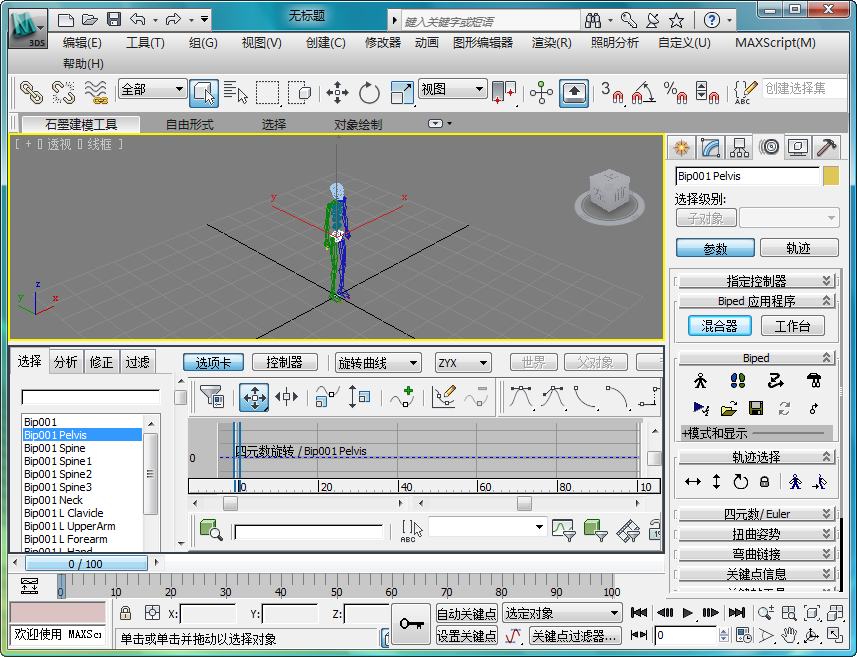 无标题
键入关键字或短语
3DS
编辑(E) 工具(T) 组(G) 视图(V) 创建(C) 修改器 动画 图形编辑器 渲染(R) 照明分析 自定义(U) MAXScript(M)
帮助(H)
全部 视图 3 % ABC 创建选择集
石墨建模工具 自由形式 选择 对象绘制
[ + [] 透视 [] 线框 ]
y x
z
y x
Bip001 Pelvis
选择级别:
子对象
参数 轨迹
指定控制器
Biped 应用程序
混合器 工作台
Biped
+模式和显示
轨迹选择
四元数/ Euler
扭曲姿势
弯曲链接
关键点信息
选择 分析 修正 过滤
选项卡 控制器 旋转曲线 ZYX 世界 父对象
Bip001
Bip001 Pelvis
Bip001 Spine
Bip001 Spine1
Bip001 Spine2
Bip001 Spine3
Bip001 Neck
Bip001 L Clavicle
Bip001 L UpperArm
Bip001 L Forearm
Bip001 L Hand
四元数旋转 / Bip001 Pelvis
0
0 20 40 60 80 10
ABC
0 / 100
0 10 20 30 40 50 60 70 80 90 100
X: Y: Z: 自动关键点 选定对象
欢迎使用 MAXScr 单击或单击并拖动以选择对象 设置关键点 关键点过滤器... 0